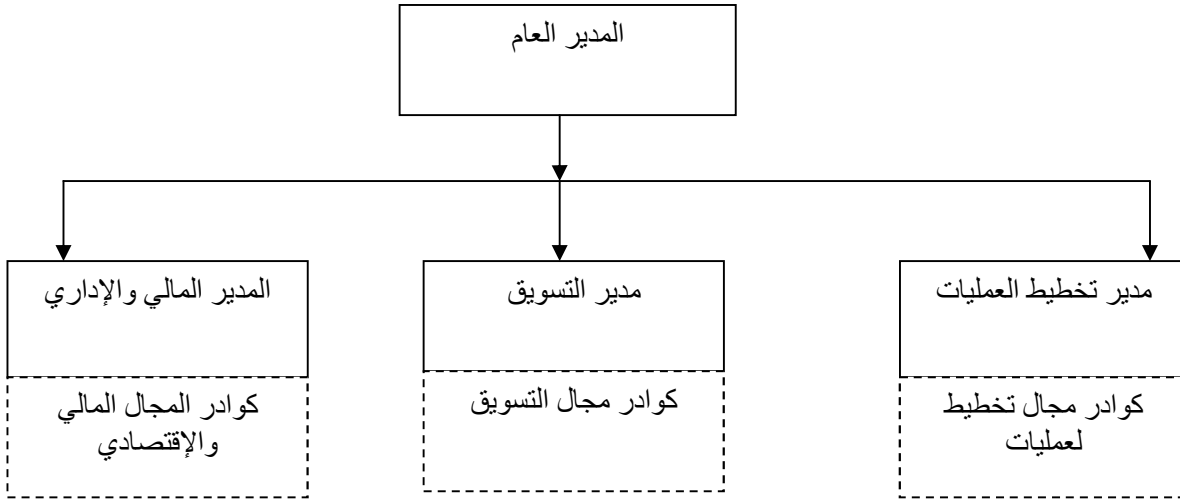 المدير العام
مدير تخطيط العمليات
كوادر مجال تخطيط
لعمليات
مدير التسويق
كوادر مجال التسويق
المدير المالي والإداري
كوادر المجال المالي
والإقتصادي